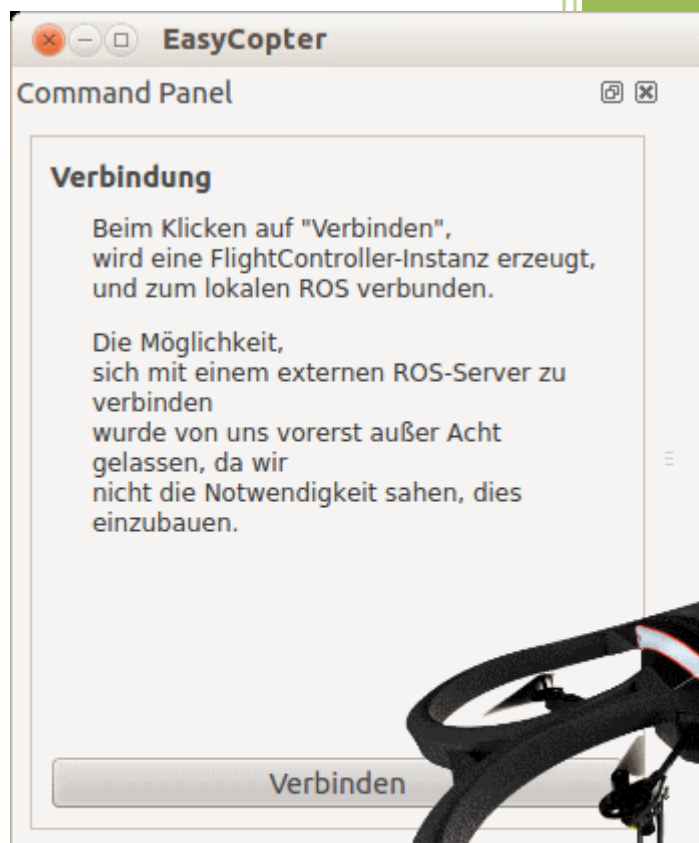 EasyCopter
Command Panel
Verbindung
Beim Klicken auf "Verbinden",
wird eine FlightController-Instanz erzeugt,
und zum lokalen ROS verbunden.
Die Möglichkeit,
sich mit einem externen ROS-Server zu
verbinden
wurde von uns vorerst außer Acht
gelassen, da wir
nicht die Notwendigkeit sahen, dies
einzubauen.
Verbinden